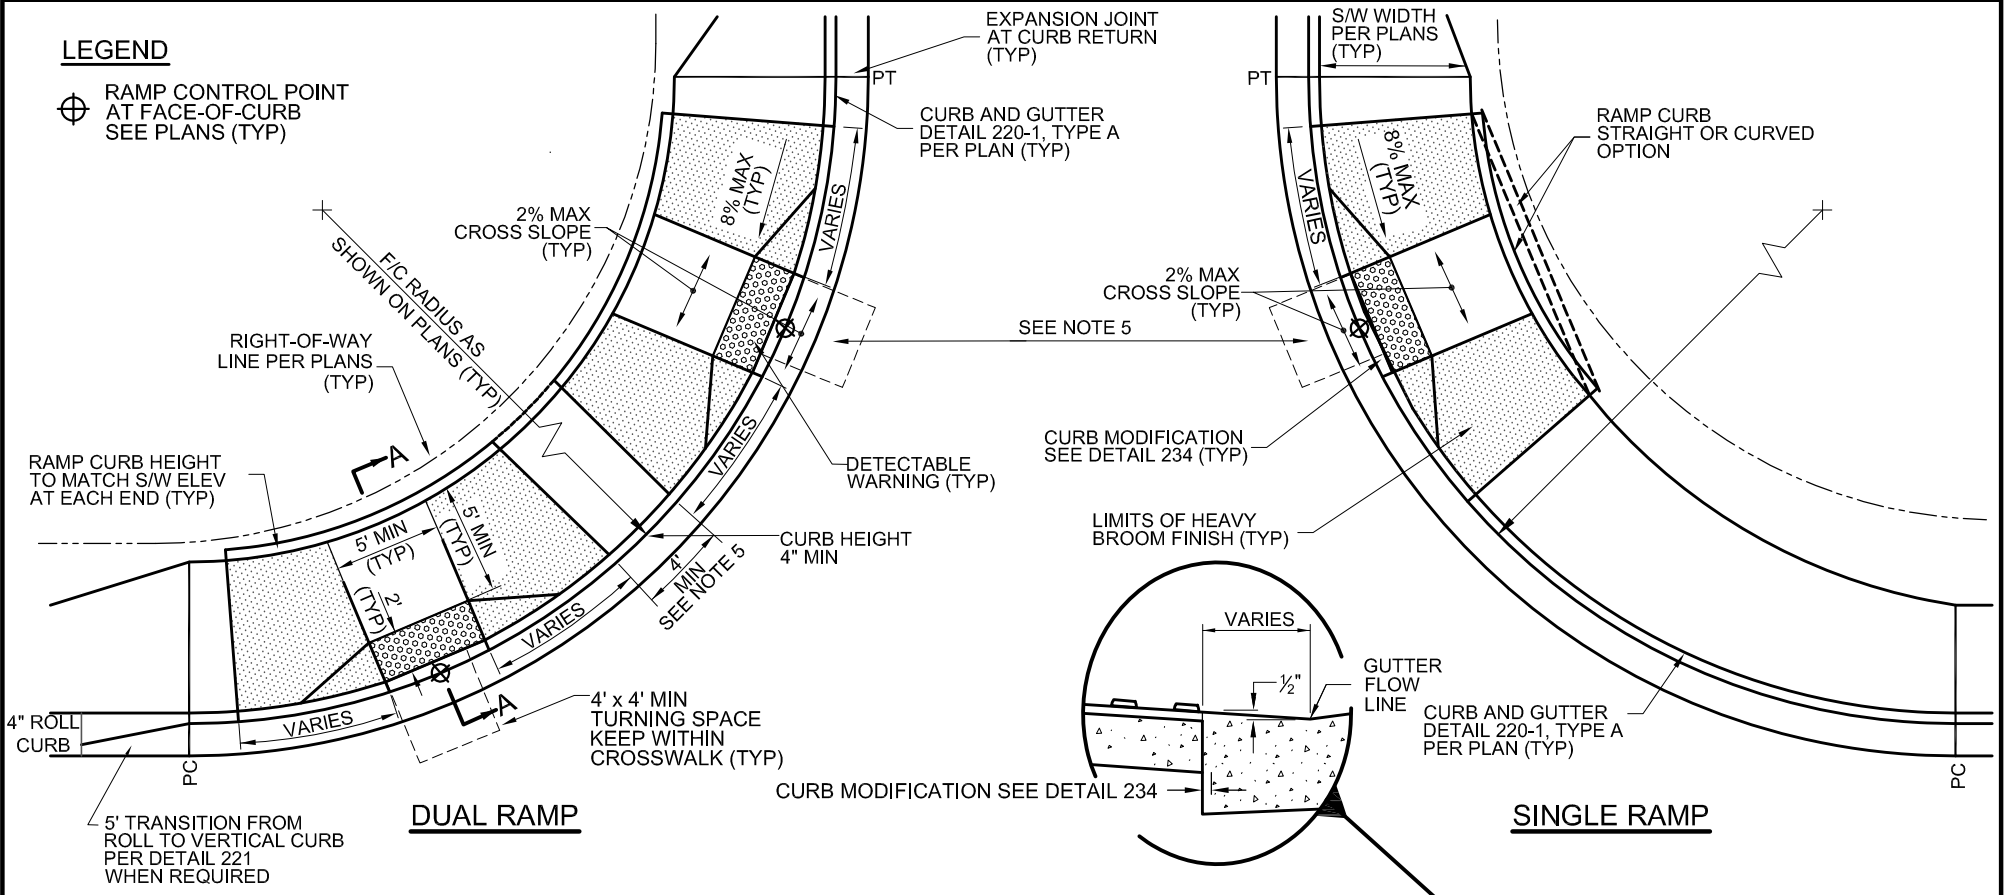 LEGEND
RAMP CONTROL POINT
AT FACE-OF-CURB
SEE PLANS (TYP)
EXPANSION JOINT
AT CURB RETURN
(TYP)
PT
CURB AND GUTTER
DETAIL 220-1, TYPE A
PER PLAN (TYP)
8% MAX
(TYP)
VARIES
2% MAX
CROSS SLOPE
(TYP)
F/C RADIUS AS
SHOWN ON PLANS (TYP)
RIGHT-OF-WAY
LINE PER PLANS
(TYP)
RAMP CURB HEIGHT
TO MATCH S/W ELEV
AT EACH END (TYP)
A
5' MIN
(TYP)
5' MIN
(TYP)
2'
(TYP)
VARIES
DETECTABLE
WARNING (TYP)
CURB HEIGHT
4" MIN
4'
MIN
SEE NOTE 5
VARIES
VARIES
A
4' x 4' MIN
TURNING SPACE
KEEP WITHIN
CROSSWALK (TYP)
4" ROLL
CURB
PC
5' TRANSITION FROM
ROLL TO VERTICAL CURB
PER DETAIL 221
WHEN REQUIRED
DUAL RAMP
SEE NOTE 5
S/W WIDTH
PER PLANS
(TYP)
PT
RAMP CURB
STRAIGHT OR CURVED
OPTION
8% MAX
(TYP)
VARIES
2% MAX
CROSS SLOPE
(TYP)
CURB MODIFICATION
SEE DETAIL 234 (TYP)
LIMITS OF HEAVY
BROOM FINISH (TYP)
VARIES
½"
GUTTER
FLOW
LINE
CURB MODIFICATION SEE DETAIL 234
CURB AND GUTTER
DETAIL 220-1, TYPE A
PER PLAN (TYP)
PC
SINGLE RAMP